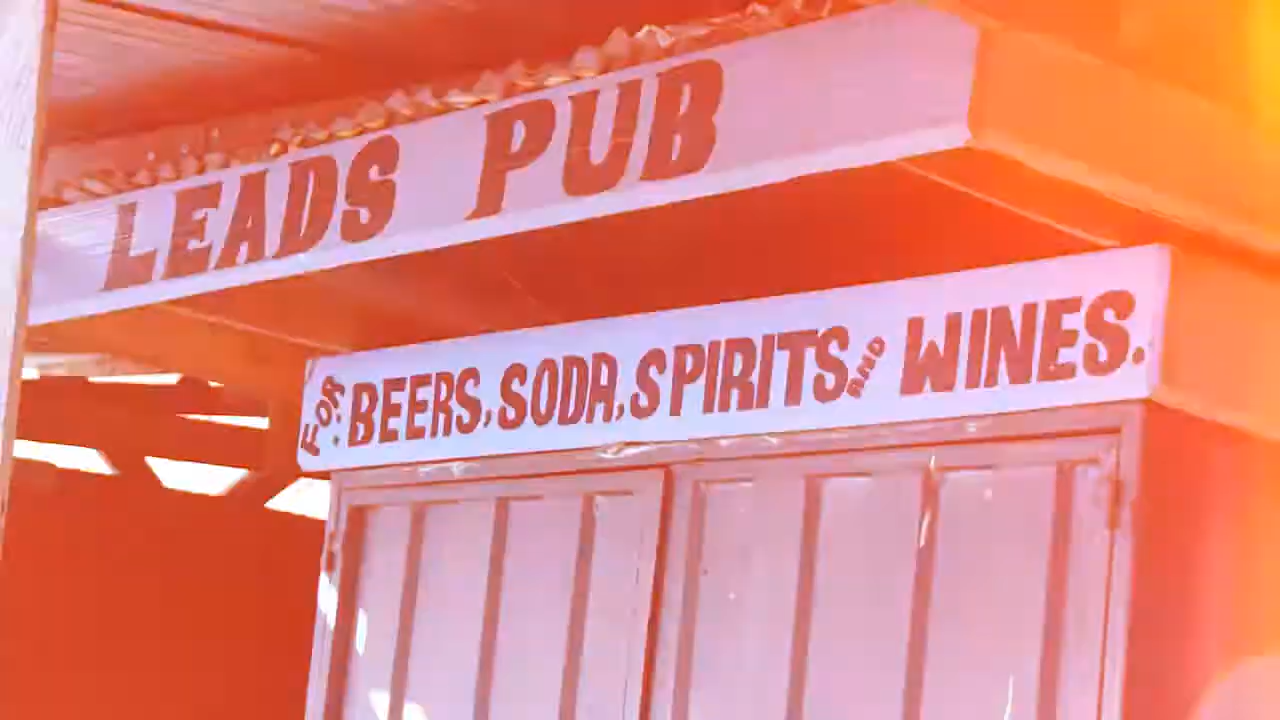 LEADS PUB
FOR: BEERS, SODA, SPIRITS AND WINES.